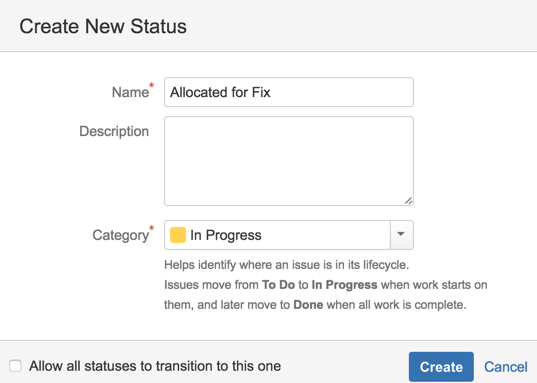 Create New Status
Name*
Allocated for Fix
Description
Category*
In Progress
Helps identify where an issue is in its lifecycle.
Issues move from To Do to In Progress when work starts on
them, and later move to Done when all work is complete.
Allow all statuses to transition to this one
Create
Cancel